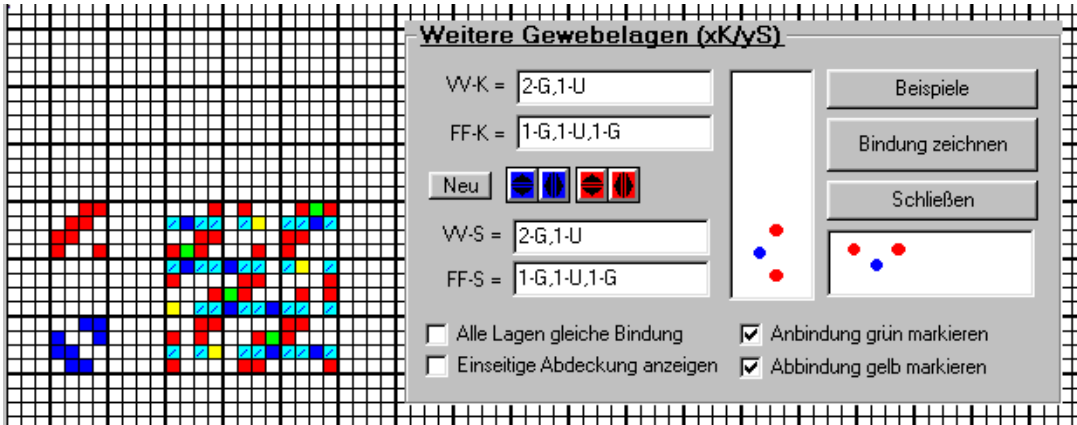 Weitere Gewebelagen (xK/yS)
VV-K = 2-G,1-U
FF-K = 1-G,1-U,1-G
Neu
VV-S = 2-G,1-U
FF-S = 1-G,1-U,1-G
Beispiele
Bindung zeichnen
Schließen
Alle Lagen gleiche Bindung
Einseitige Abdeckung anzeigen
Anbindung grün markieren
Abbindung gelb markieren